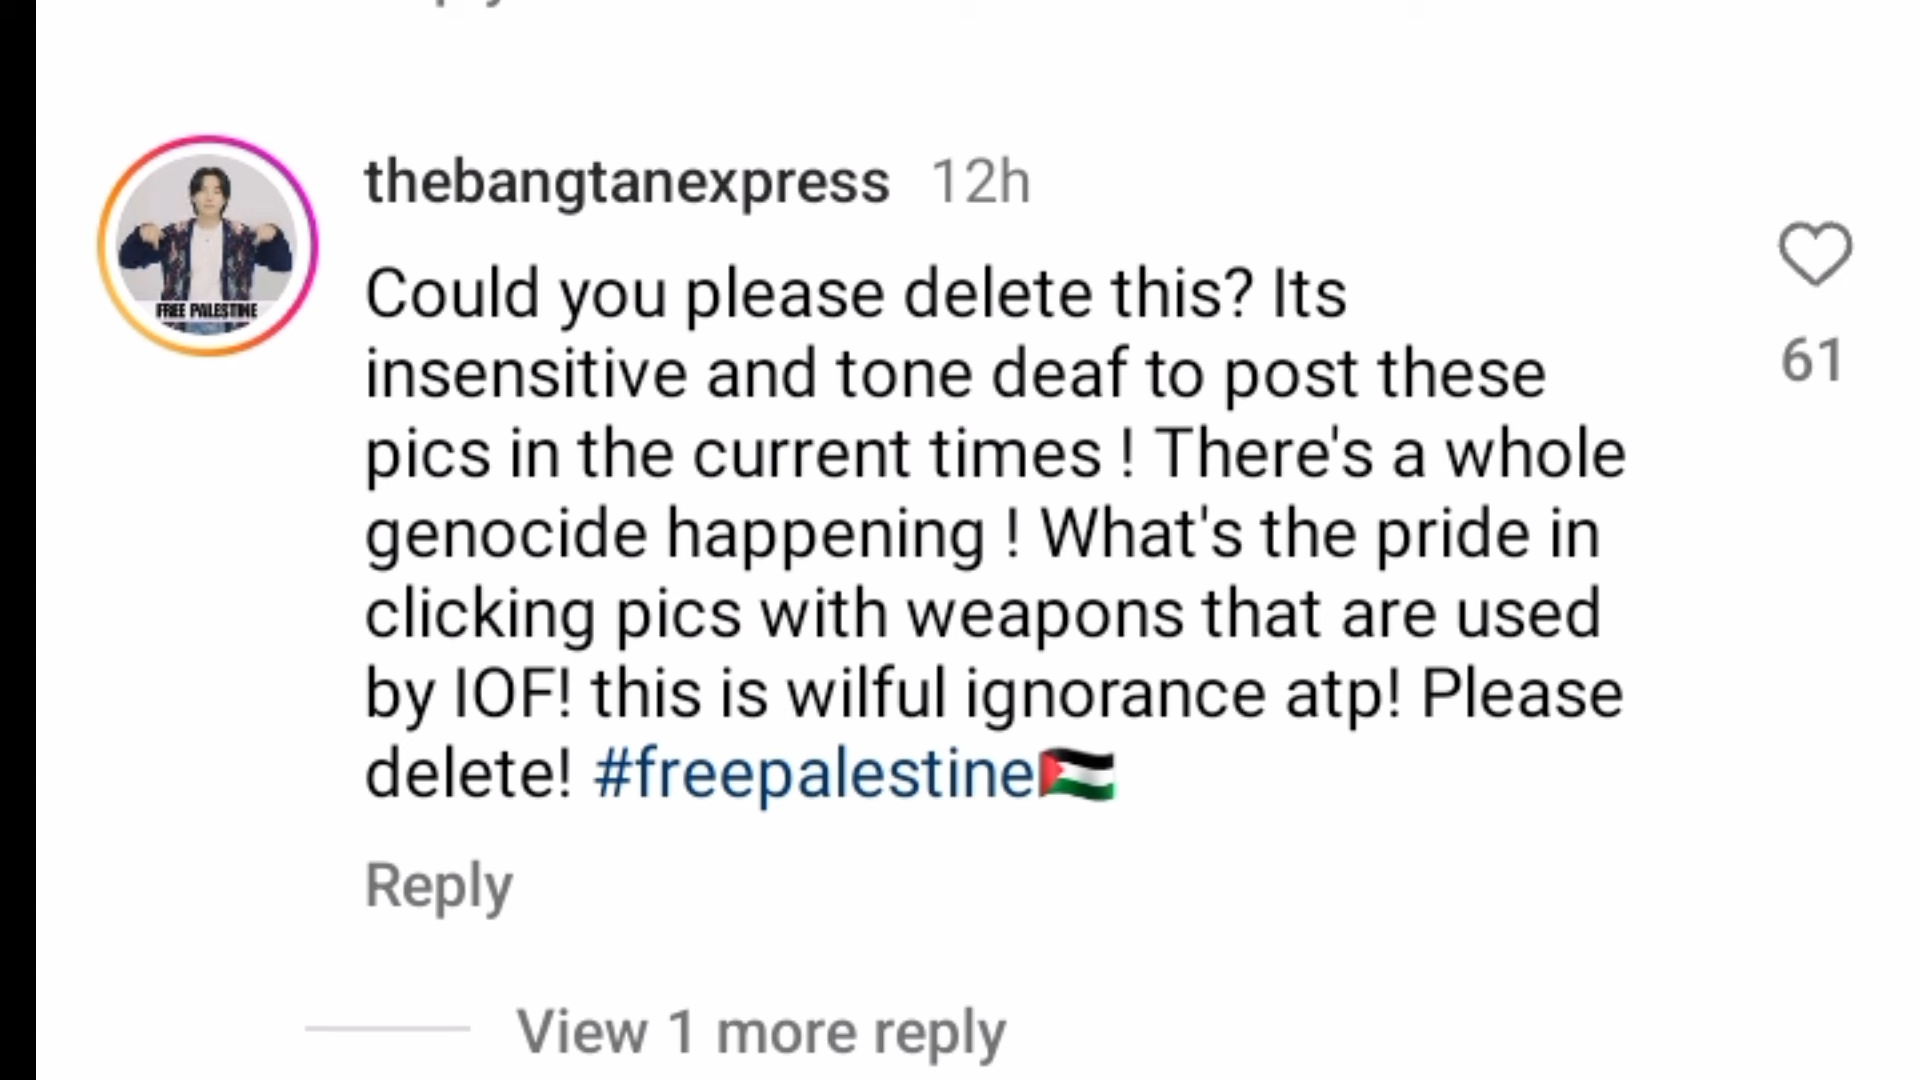 thebangtanexpress 12h
Could you please delete this? Its
insensitive and tone deaf to post these
pics in the current times ! There's a whole
genocide happening ! What's the pride in
clicking pics with weapons that are used
by IOF! this is wilful ignorance atp! Please
delete! #freepalestine🇵🇸
61
FREE PALESTINE
Reply
View 1 more reply